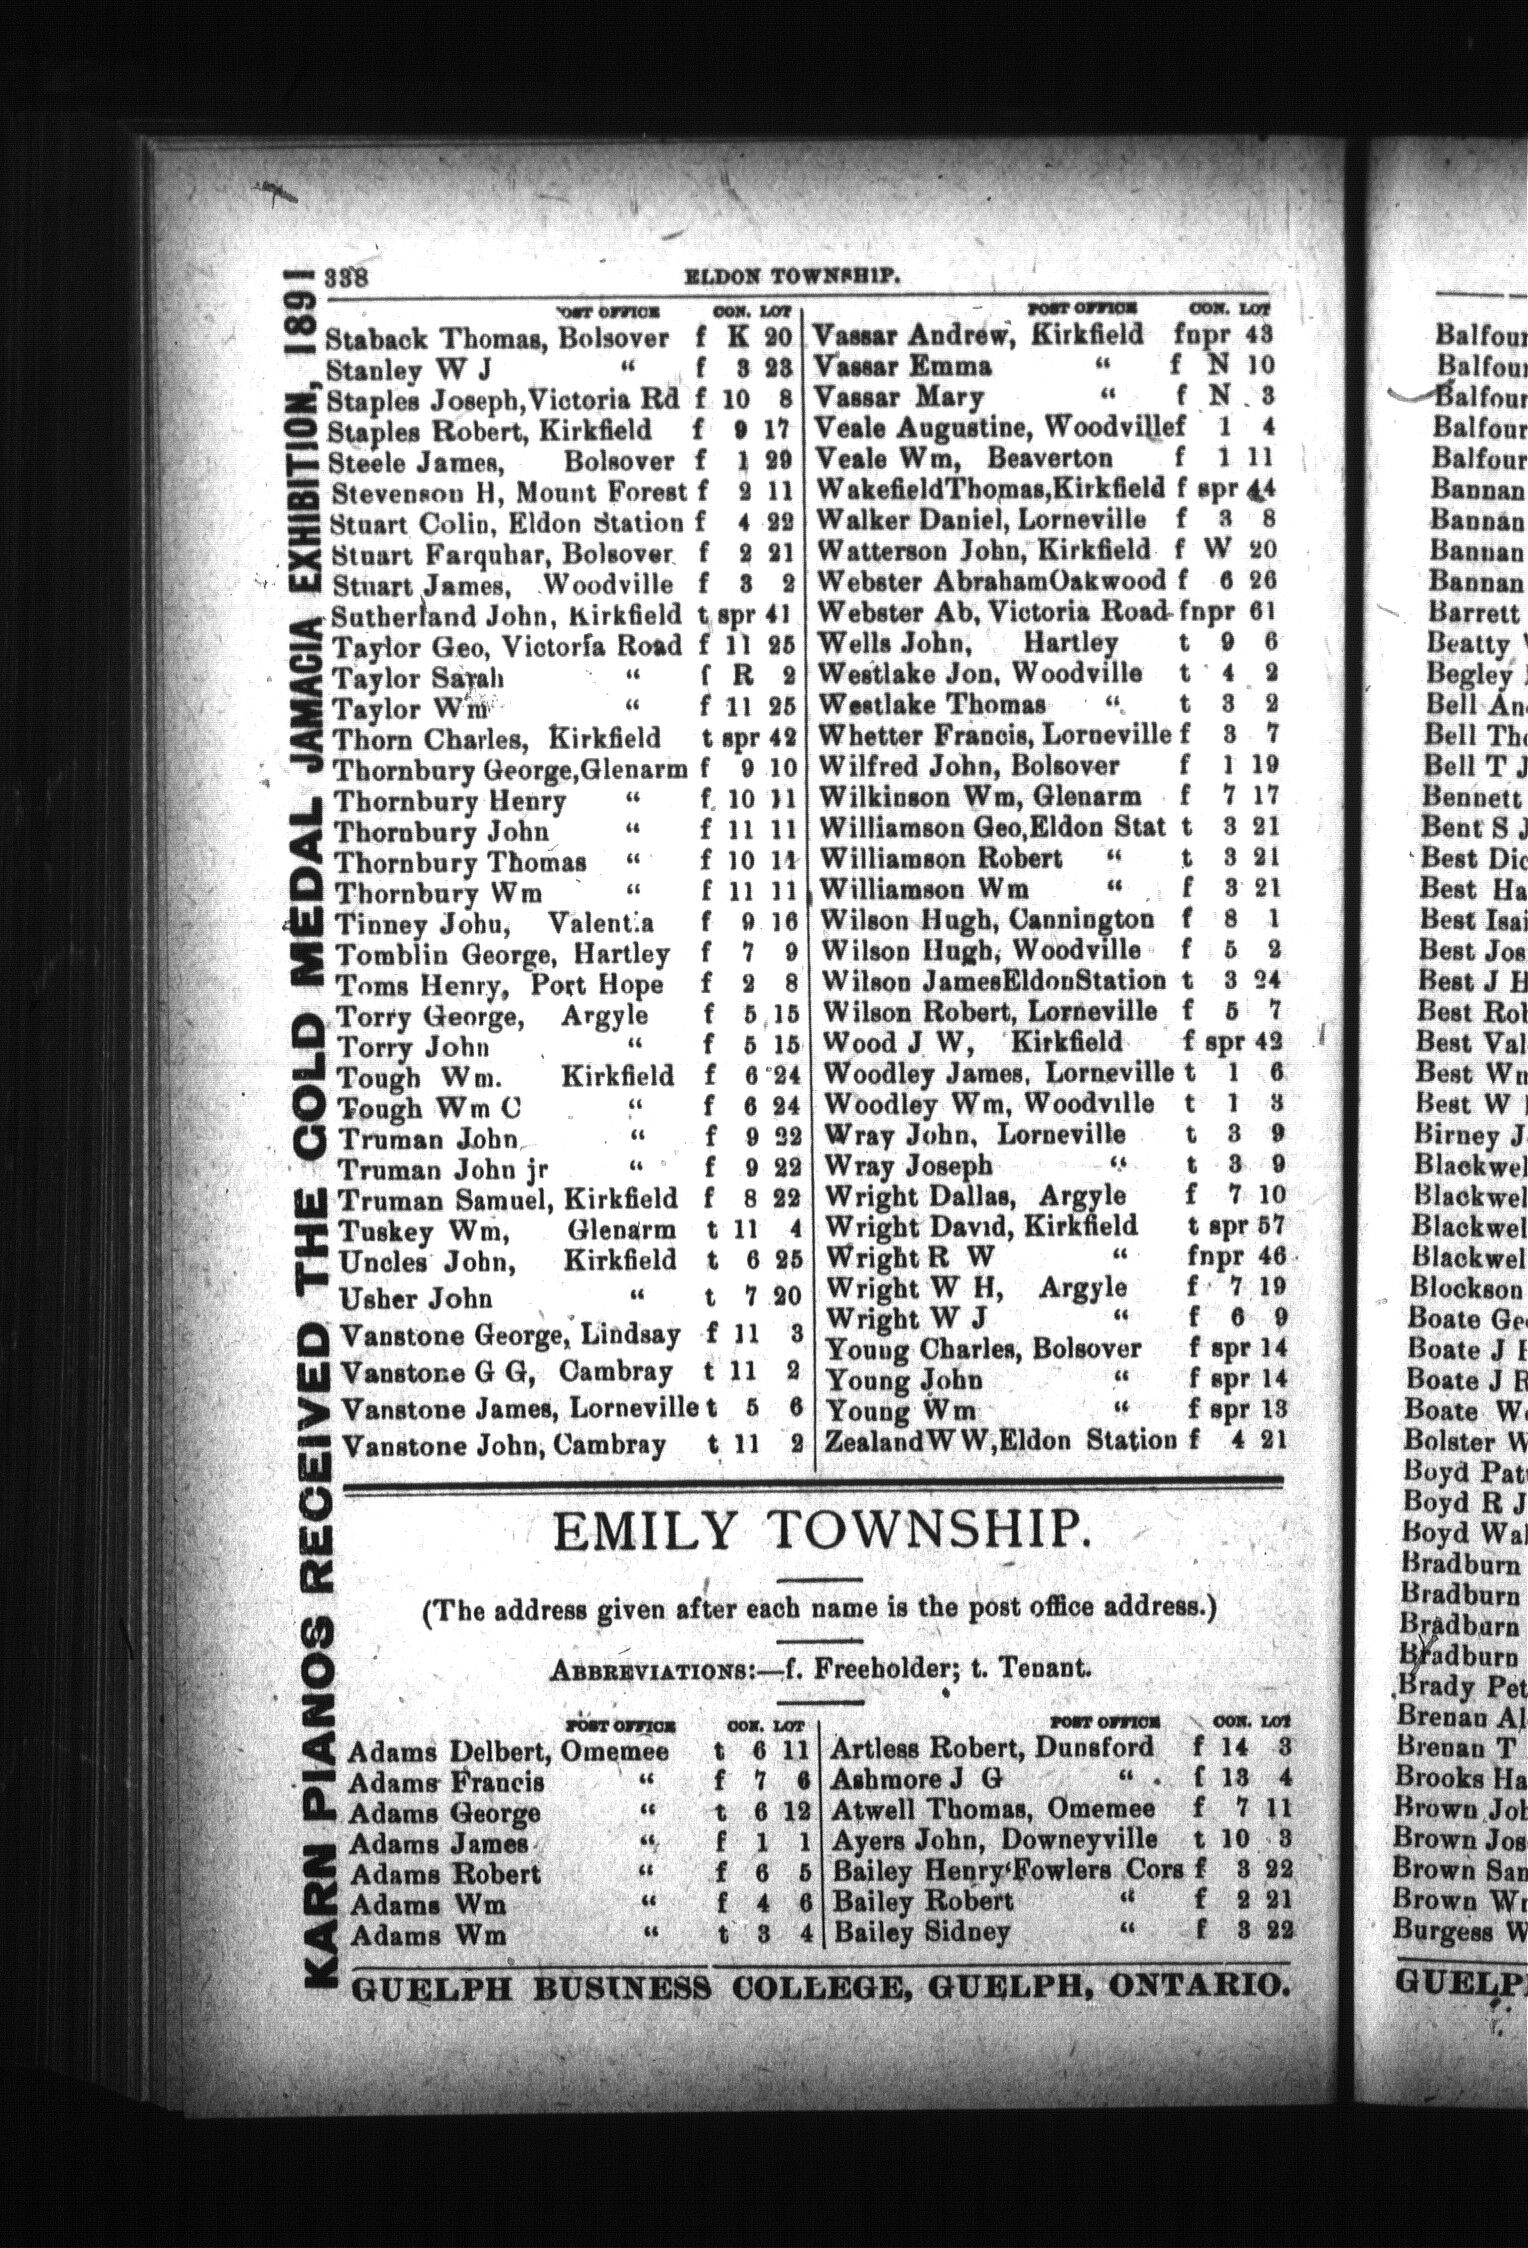 338 ELDON TOWNSHIP.
POST OFFICE CON. LOT
Staback Thomas, Bolsover f K 20
Stanley W J " f 3 23
Staples Joseph, Victoria Rd f 10 8
Staples Robert, Kirkfield f 9 17
Steele James, Bolsover f 1 29
Stevenson H, Mount Forest f 2 11
Stuart Colin, Eldon Station f 4 22
Stuart Farquhar, Bolsover f 2 21
Stuart James, Woodville f 3 2
Sutherland John, Kirkfield t spr 41
Taylor Geo, Victoria Road f 11 25
Taylor Sarah " f R 2
Taylor Wm " f 11 25
Thorn Charles, Kirkfield t spr 42
Thornbury George, Glenarm f 9 10
Thornbury Henry " f 10 11
Thornbury John " f 11 11
Thornbury Thomas " f 10 11
Thornbury Wm " f 11 11
Tinney John, Valentia f 9 16
Tomblin George, Hartley f 7 9
Toms Henry, Port Hope f 2 8
Torry George, Argyle f 5 15
Torry John " f 5 15
Tough Wm. Kirkfield f 6 24
Tough Wm C " f 6 24
Truman John " f 9 22
Truman John jr " f 9 22
Truman Samuel, Kirkfield f 8 22
Tuskey Wm, Glenarm t 11 4
Uncles John, Kirkfield t 6 25
Usher John " t 7 20
Vanstone George, Lindsay f 11 3
Vanstone G G, Cambray t 11 2
Vanstone James, Lorneville t 5 6
Vanstone John, Cambray t 11 2
POST OFFICE CON. LOT
Vassar Andrew, Kirkfield fnpr 43
Vassar Emma " f N 10
Vassar Mary " f N 3
Veale Augustine, Woodville f 1 4
Veale Wm, Beaverton f 1 11
Wakefield Thomas, Kirkfield f spr 44
Walker Daniel, Lorneville f 3 8
Watterson John, Kirkfield f W 20
Webster Abraham Oakwood f 6 26
Webster Ab, Victoria Road fnpr 61
Wells John, Hartley t 9 6
Westlake Jon, Woodville t 4 2
Westlake Thomas " t 3 2
Whetter Francis, Lorneville f 3 7
Wilfred John, Bolsover f 1 19
Wilkinson Wm, Glenarm f 7 17
Williamson Geo, Eldon Stat t 3 21
Williamson Robert " t 3 21
Williamson Wm " f 3 21
Wilson Hugh, Cannington f 8 1
Wilson Hugh, Woodville f 5 2
Wilson James Eldon Station t 3 24
Wilson Robert, Lorneville f 5 7
Wood J W, Kirkfield f spr 42
Woodley James, Lorneville t 1 6
Woodley Wm, Woodville t 1 3
Wray John, Lorneville t 3 9
Wray Joseph " t 3 9
Wright Dallas, Argyle f 7 10
Wright David, Kirkfield t spr 57
Wright R W " fnpr 46
Wright W H, Argyle f 7 19
Wright W J " f 6 9
Young Charles, Bolsover f spr 14
Young John " f spr 14
Young Wm " f spr 13
Zealand W W, Eldon Station f 4 21
EMILY TOWNSHIP.
(The address given after each name is the post office address.)
ABBREVIATIONS:—f. Freeholder; t. Tenant.
POST OFFICE CON. LOT
Adams Delbert, Omemee t 6 11
Adams Francis " f 7 6
Adams George " t 6 12
Adams James " f 1 1
Adams Robert " f 6 5
Adams Wm " f 4 6
Adams Wm " t 3 4
POST OFFICE CON. LOT
Artless Robert, Dunsford f 14 3
Ashmore J G " f 13 4
Atwell Thomas, Omemee f 7 11
Ayers John, Downeyville t 10 3
Bailey Henry Fowlers Cors f 3 22
Bailey Robert " f 2 21
Bailey Sidney " f 3 22
GUELPH BUSINESS COLLEGE, GUELPH, ONTARIO.
KARN PIANOS RECEIVED THE GOLD MEDAL JAMACIA EXHIBITION, 1891
Balfour
Balfour
Balfour
Balfour
Balfour
Bannan
Bannan
Bannan
Bannan
Barrett
Beatty
Begley
Bell
Bell
Bell T J
Bennett
Bent S J
Best
Best
Best
Best
Best J H
Best
Best
Best
Best W
Birney
Blackwel
Blackwel
Blackwel
Blackwel
Blockson
Boate
Boate J
Boate J
Boate
Bolster
Boyd
Boyd R J
Boyd
Bradburn
Bradburn
Bradburn
Bradburn
Brady
Brenan
Brenan T
Brooks
Brown
Brown
Brown
Brown
Burgess